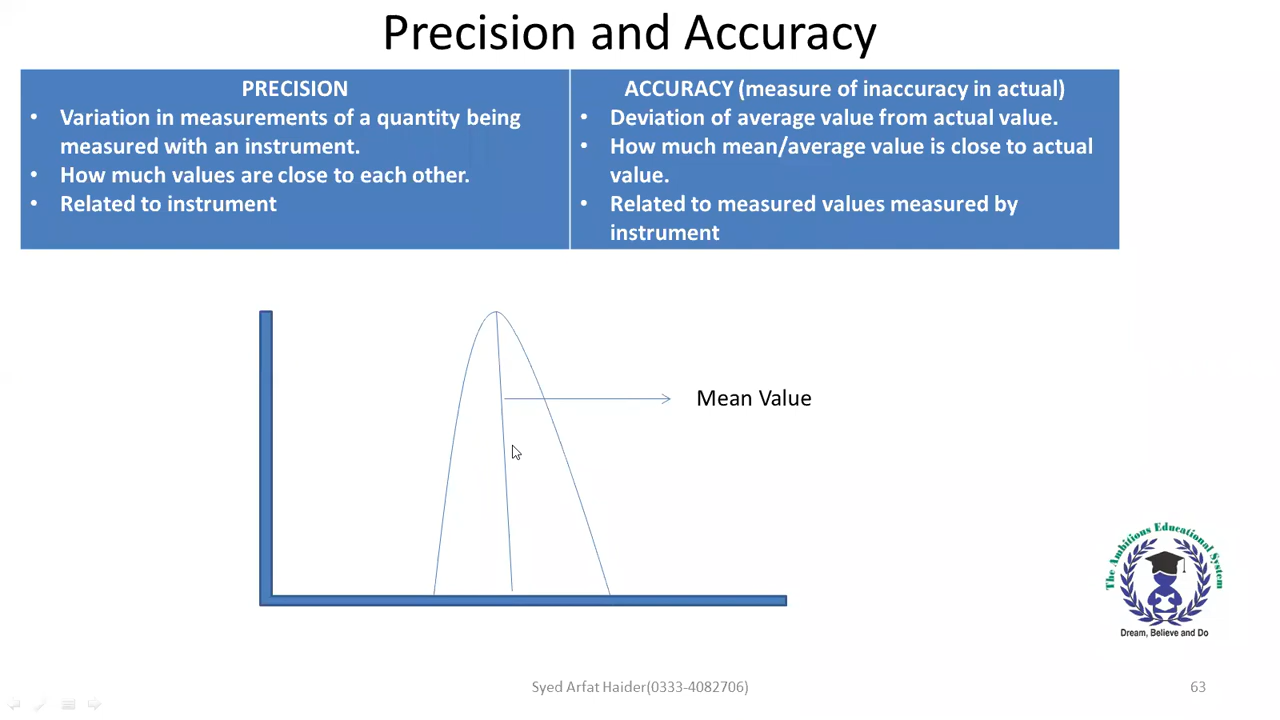 Precision and Accuracy
PRECISION
• Variation in measurements of a quantity being
measured with an instrument.
• How much values are close to each other.
• Related to instrument
ACCURACY (measure of inaccuracy in actual)
• Deviation of average value from actual value.
• How much mean/average value is close to actual
value.
• Related to measured values measured by
instrument
Mean Value
The Ambitious Educational System
Dream, Believe and Do
Syed Arfat Haider(0333-4082706)
63